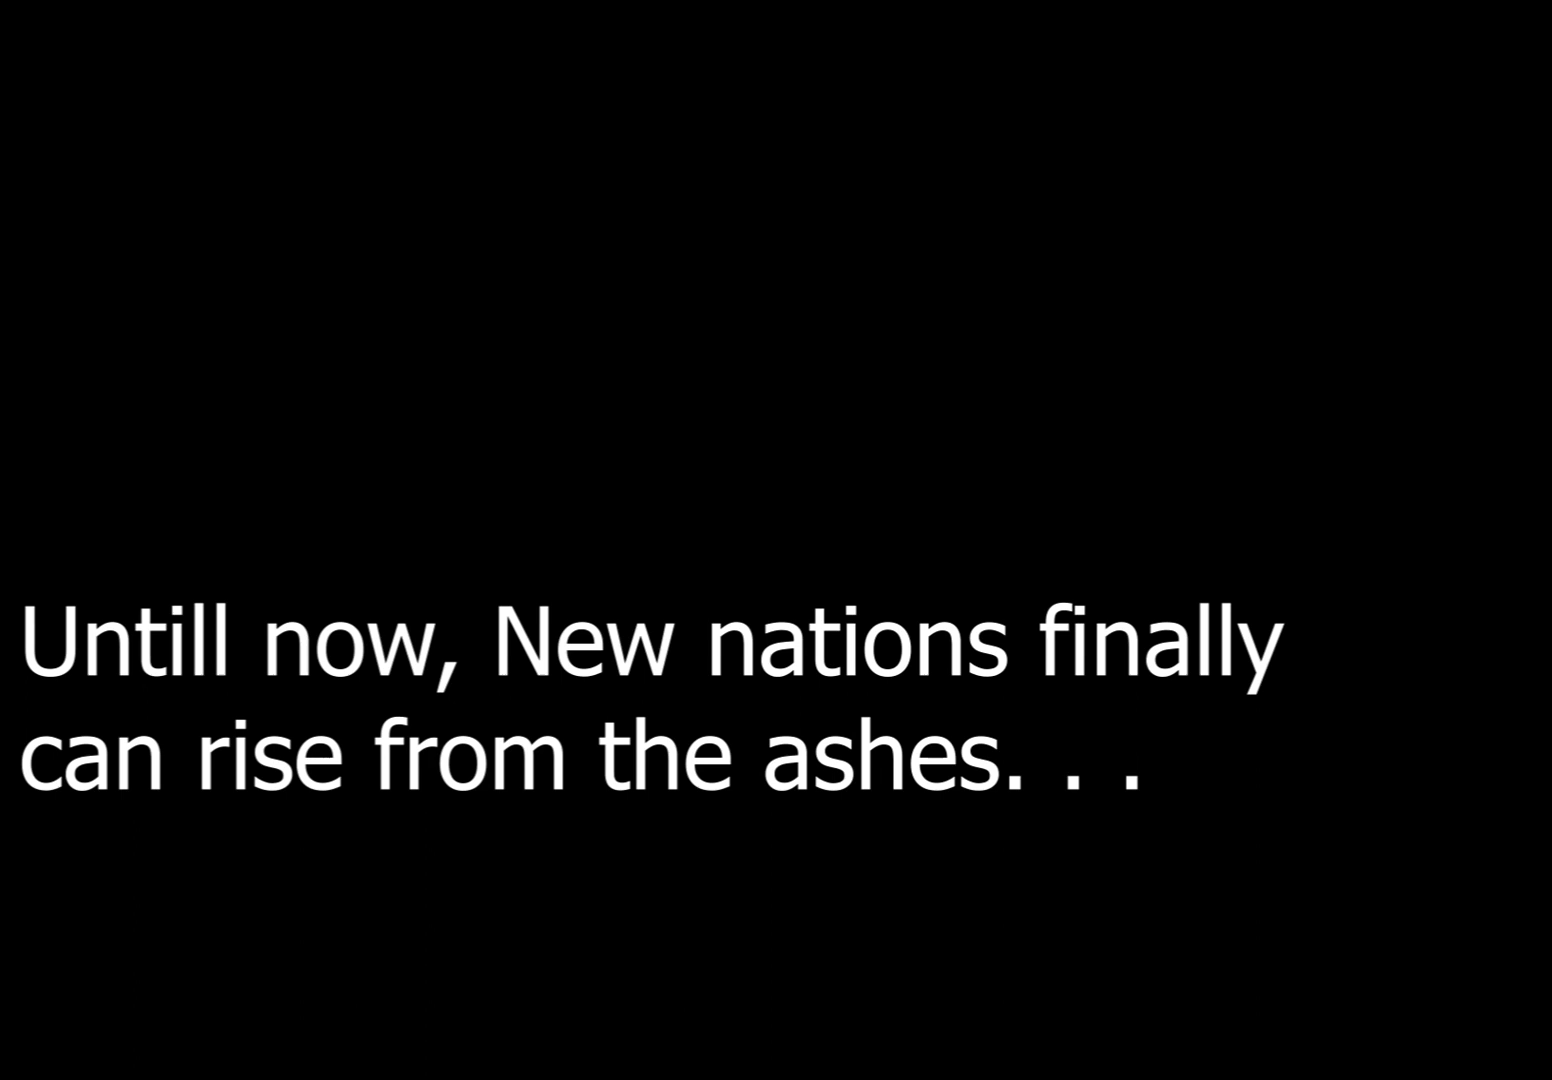 Untill now, New nations finally
can rise from the ashes. . .